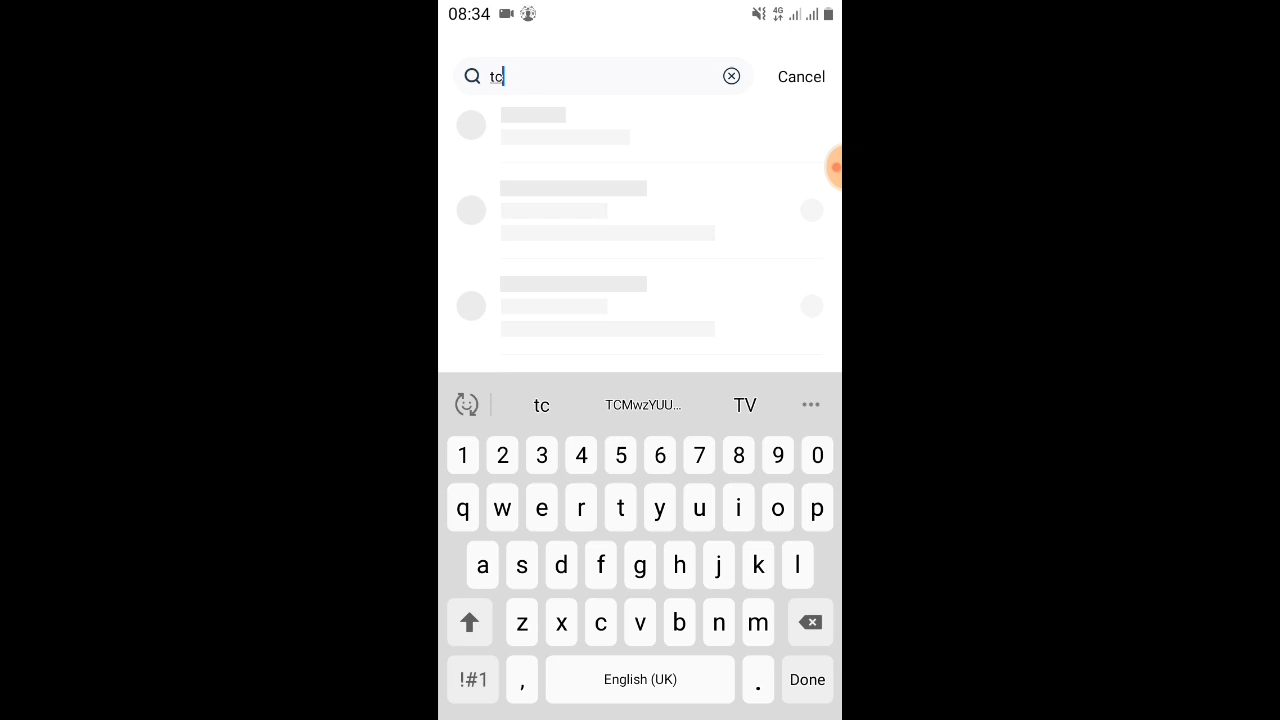 08:34 4G
tc Cancel
tc TCMwzYUU... TV
1 2 3 4 5 6 7 8 9 0
q w e r t y u i o p
a s d f g h j k l
z x c v b n m
!#1 , English (UK) . Done